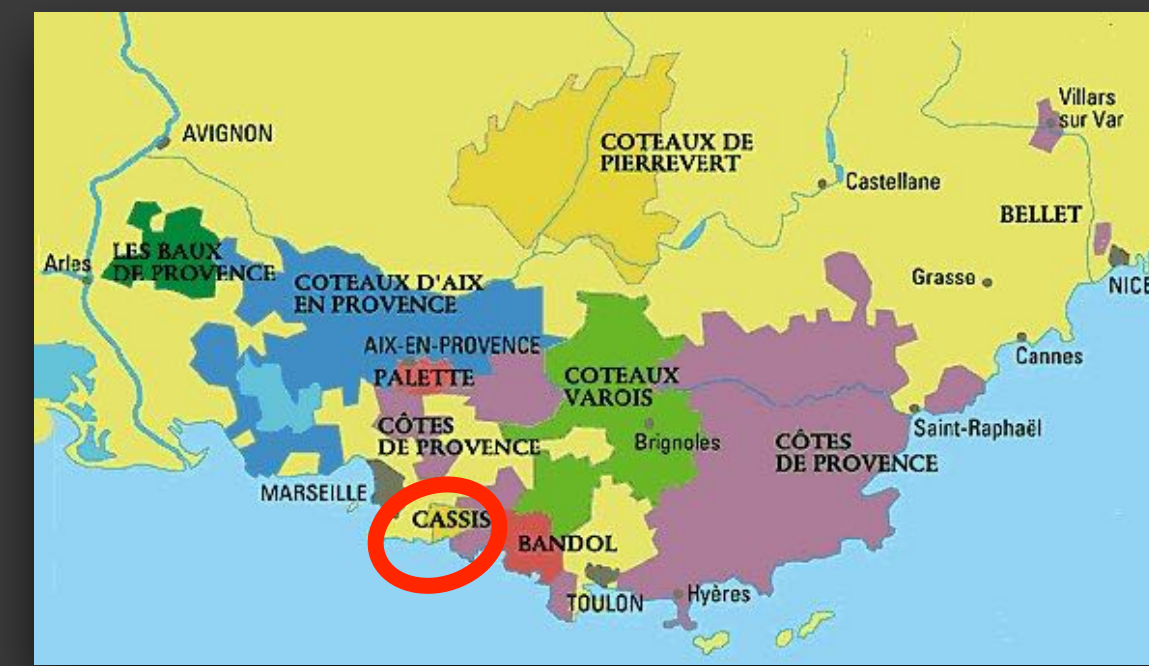 Villars
sur Var
AVIGNON
COTEAUX DE
PIERREVERT
Castellane
BELLET
LES BAUX
DE PROVENCE
Arles
COTEAUX D'AIX
EN PROVENCE
Grasse
NICE
AIX-EN-PROVENCE
PALETTE
Cannes
COTEAUX
VAROIS
CÔTES
DE PROVENCE
Brignoles
CÔTES
DE PROVENCE
Saint-Raphaël
MARSEILLE
CASSIS
BANDOL
TOULON
Hyères